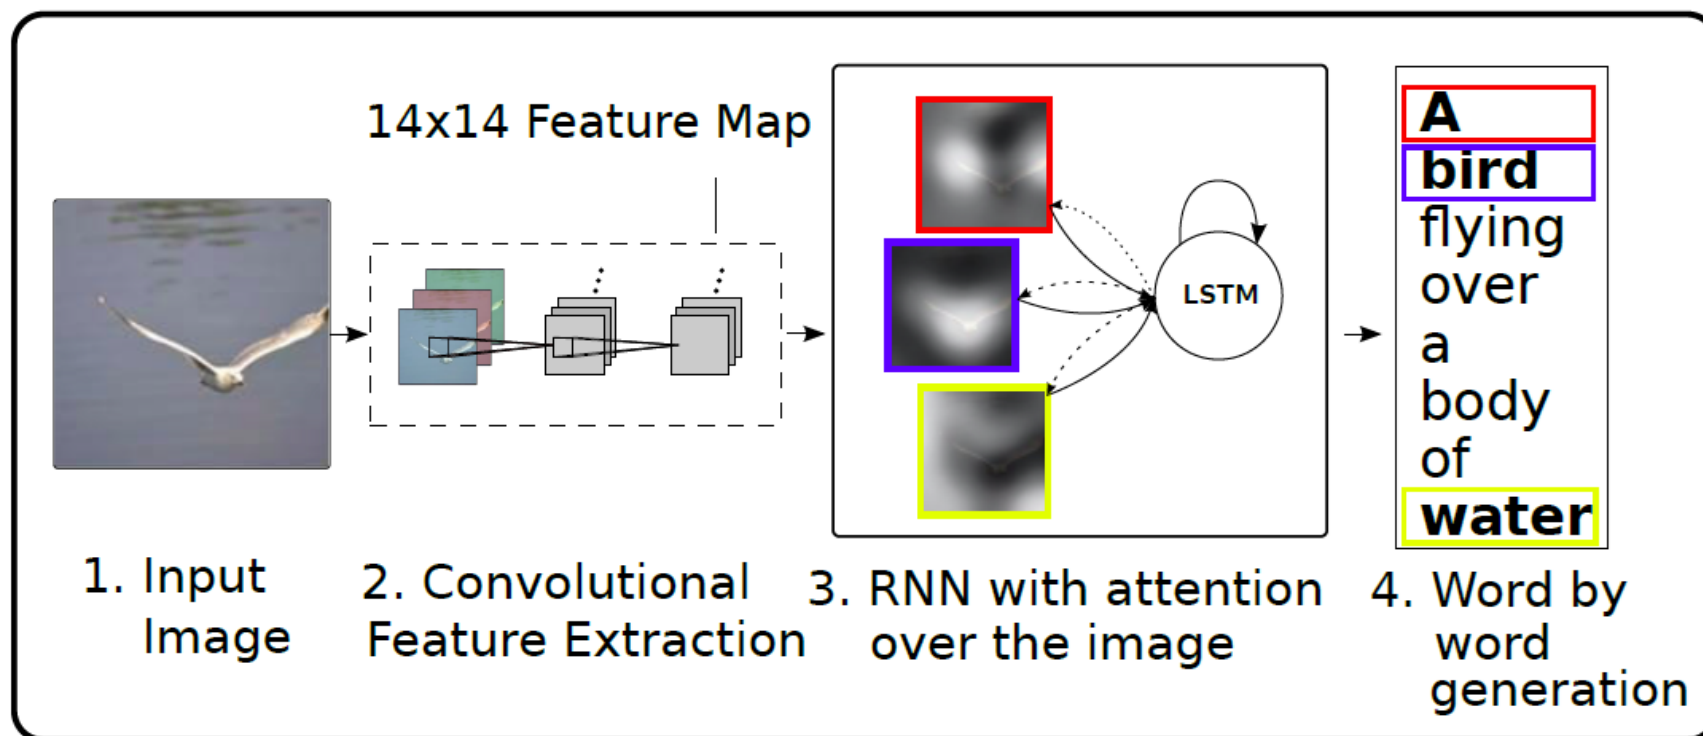 14x14 Feature Map
LSTM
A
bird
flying
over
a
body
of
water
1. Input
Image
2. Convolutional
Feature Extraction
3. RNN with attention
over the image
4. Word by
word
generation